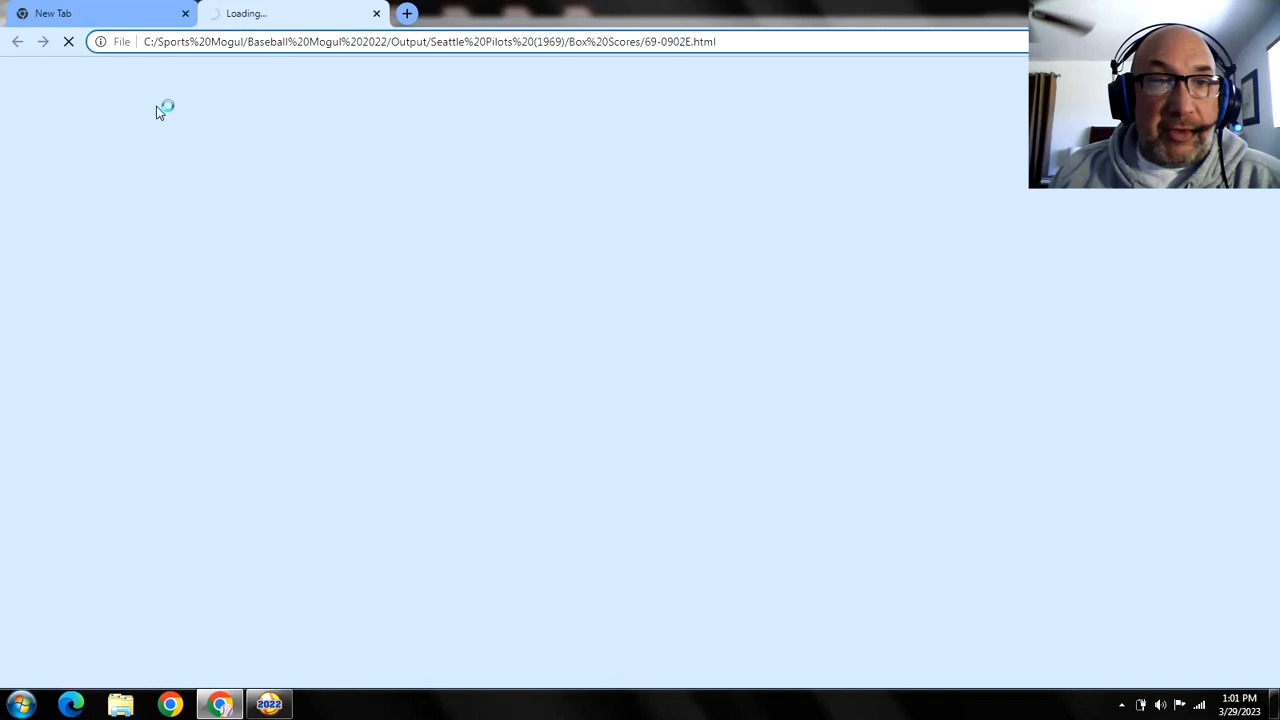 New Tab
Loading...
File
C:/Sports%20Mogul/Baseball%20Mogul%202022/Output/Seattle%20Pilots%20(1969)/Box%20Scores/69-0902E.html
2022
1:01 PM
3/29/2023